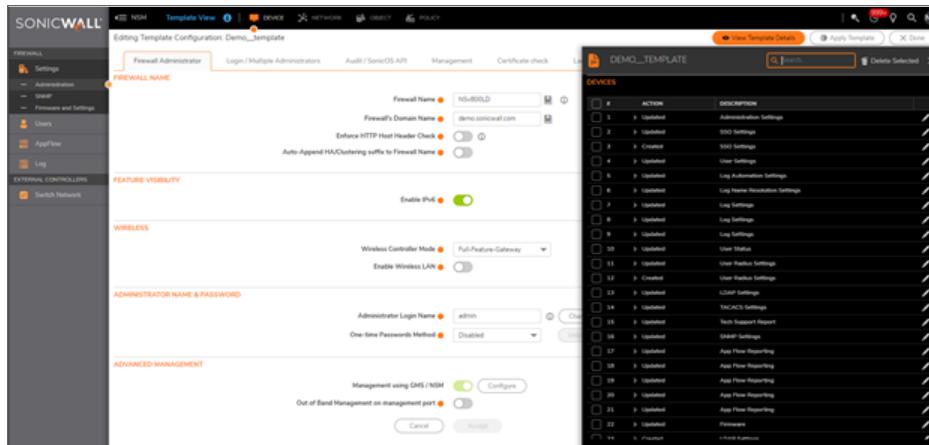 SONICWALL
NSM
Template View
DEVICE
NETWORK
OBJECT
POLICY
999+
Editing Template Configuration: Demo__template
View Template Details
Apply Template
Done
FIREWALL
Settings
Administration
SNMP
Firmware and Settings
Users
AppFlow
Log
EXTERNAL CONTROLLERS
Switch Network
Firewall Administrator
Login / Multiple Administrators
Audit / SonicOS API
Management
Certificate check
FIREWALL NAME
Firewall Name
NSv800LD
Firewall's Domain Name
demo.sonicwall.com
Enforce HTTP Host Header Check
Auto-Append HA/Clustering suffix to Firewall Name
FEATURE VISIBILITY
Enable IPv6
WIRELESS
Wireless Controller Mode
Full-Feature-Gateway
Enable Wireless LAN
ADMINISTRATOR NAME & PASSWORD
Administrator Login Name
admin
One-time Passwords Method
Disabled
ADVANCED MANAGEMENT
Management using GMS / NSM
Configure
Out of Band Management on management port
Cancel
Accept
DEMO__TEMPLATE
Search...
Delete Selected
DEVICES
# ACTION DESCRIPTION
1 Updated Administration Settings
2 Updated SSO Settings
3 Created SSO Settings
4 Updated User Settings
5 Updated Log Automation Settings
6 Updated Log Name Resolution Settings
7 Updated Log Settings
8 Updated Log Settings
9 Updated Log Settings
10 Updated User Status
11 Updated User Radius Settings
12 Created User Radius Settings
13 Updated LDAP Settings
14 Updated TACACS Settings
15 Updated Tech Support Report
16 Updated SNMP Settings
17 Updated App Flow Reporting
18 Updated App Flow Reporting
19 Updated App Flow Reporting
20 Updated App Flow Reporting
21 Updated App Flow Reporting
22 Updated Firmware
23 Created LDAP Settings